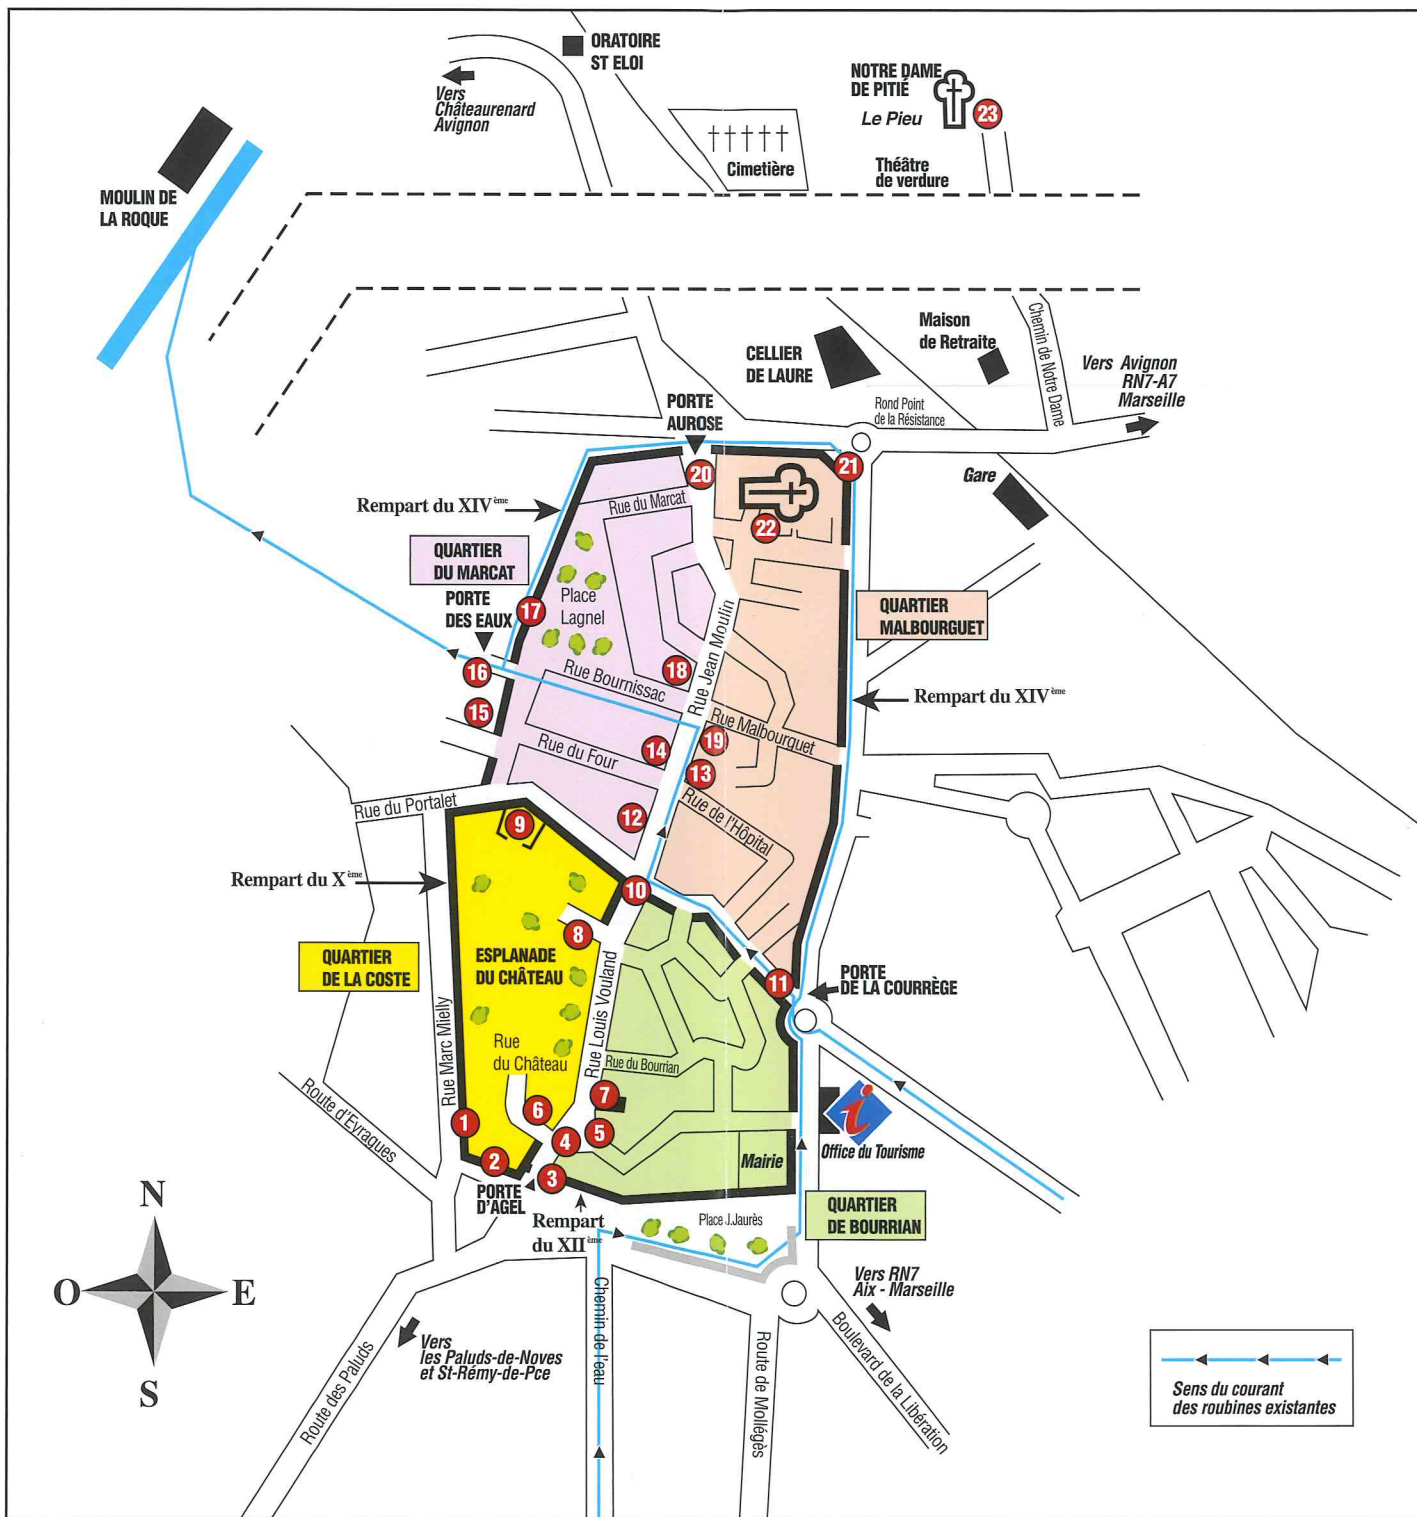 ORATOIRE
ST ELOI
Vers
Châteaurenard
Avignon
NOTRE DAME
DE PITIÉ
Le Pieu
23
Cimetière
Théâtre
de verdure
MOULIN DE
LA ROQUE
Maison
de Retraite
CELLIER
DE LAURE
Chemin de Notre Dame
Vers Avignon
RN7-A7
Marseille
Rond Point
de la Résistance
PORTE
AUROSE
20
21
Gare
Rempart du XIVème
Rue du Marcat
22
QUARTIER
DU MARCAT
PORTE
DES EAUX
17
Place
Lagnel
Rue Jean Moulin
QUARTIER
MALBOURGUET
16
18
Rue Bournissac
Rempart du XIVème
15
Rue Malbourguet
19
14
Rue du Four
13
Rue du Portalet
9
12
Rue de l'Hôpital
Rempart du Xème
10
8
QUARTIER
DE LA COSTE
ESPLANADE
DU CHÂTEAU
11
PORTE
DE LA COURRÈGE
Rue Marc Mielly
Rue Louis Vouland
Rue
du Château
Rue du Bourrian
Route d'Eyragues
7
6
1
5
4
Office du Tourisme
i
2
3
Mairie
PORTE
D'AGEL
Rempart
du XIIème
Place J.Jaurès
QUARTIER
DE BOURRIAN
N
O
E
S
Vers RN7
Aix - Marseille
Vers
les Paluds-de-Noves
et St-Rémy-de-Pce
Route des Paluds
Chemin de l'eau
Route de Mollégès
Boulevard de la Libération
Sens du courant
des roubines existantes